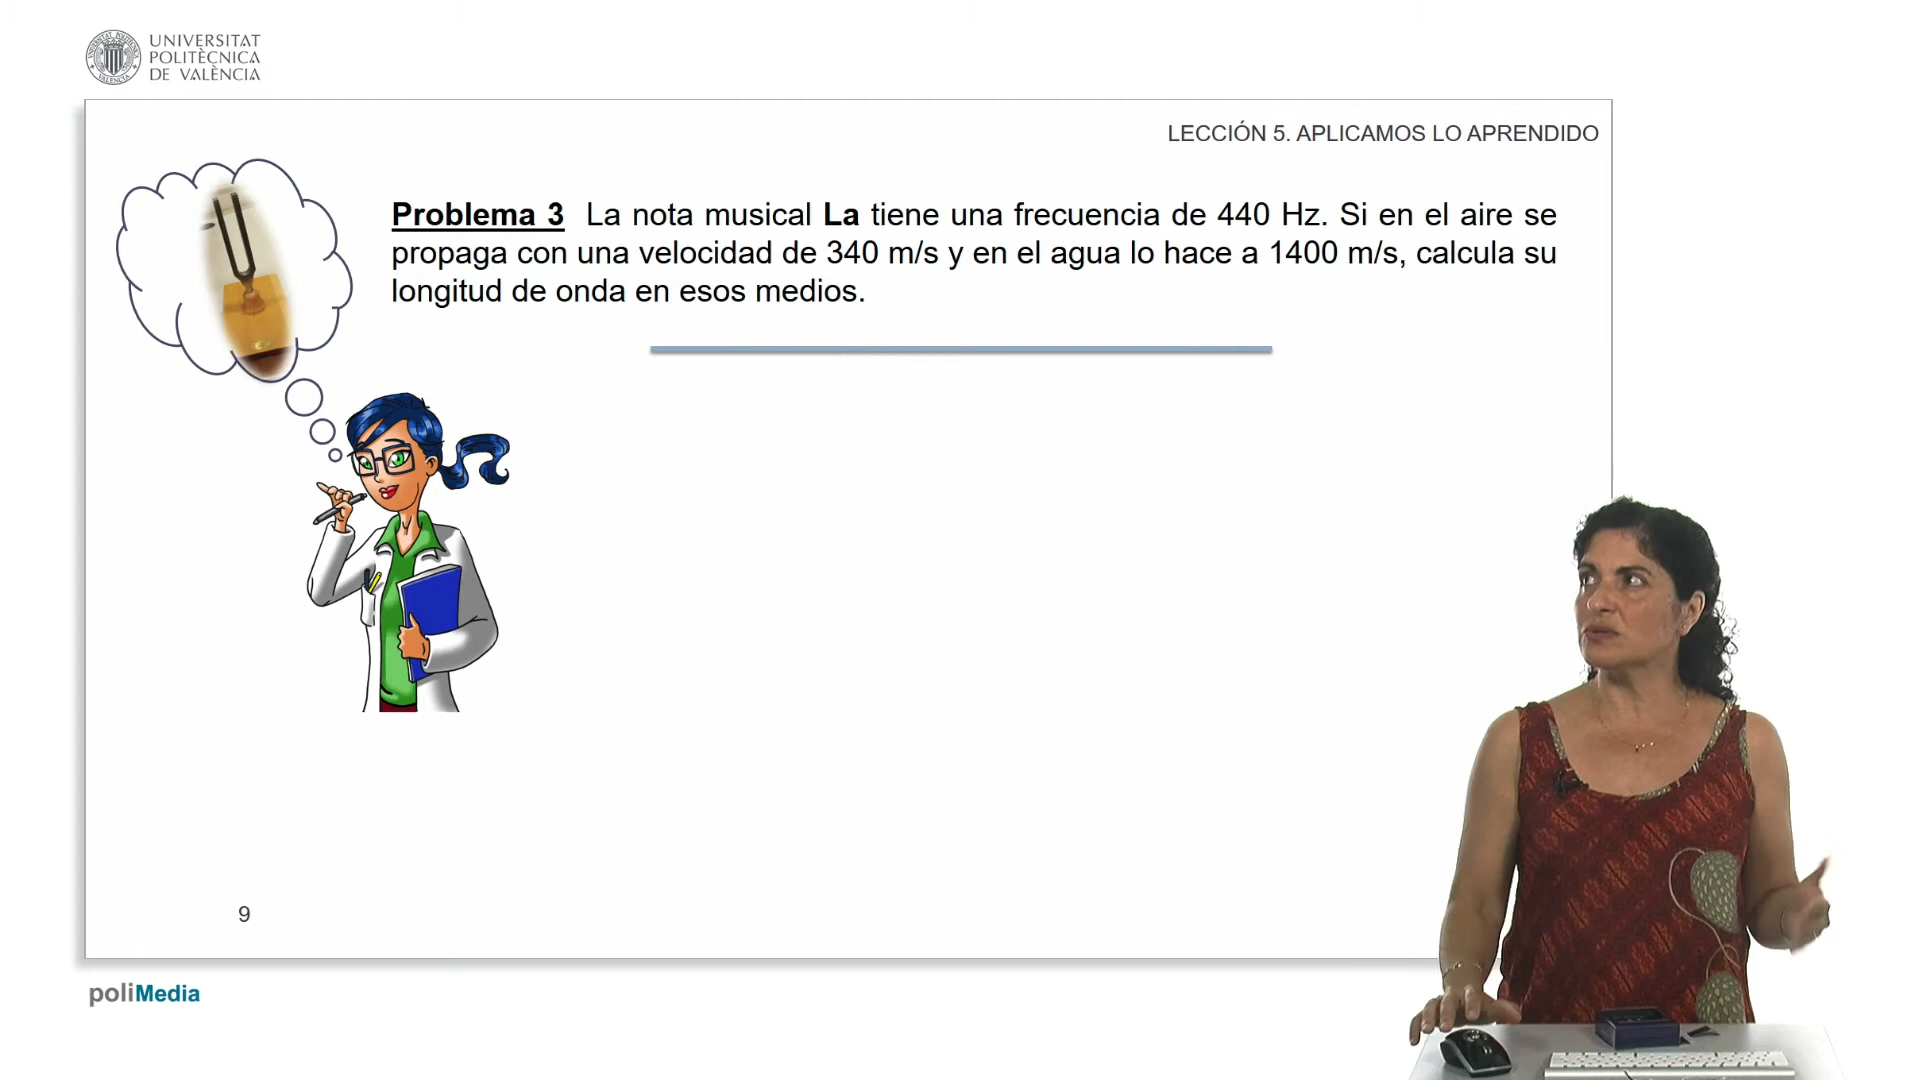 UNIVERSITAT
POLITÈCNICA
DE VALÈNCIA
LECCIÓN 5. APLICAMOS LO APRENDIDO
Problema 3 La nota musical La tiene una frecuencia de 440 Hz. Si en el aire se
propaga con una velocidad de 340 m/s y en el agua lo hace a 1400 m/s, calcula su
longitud de onda en esos medios.
9
poliMedia